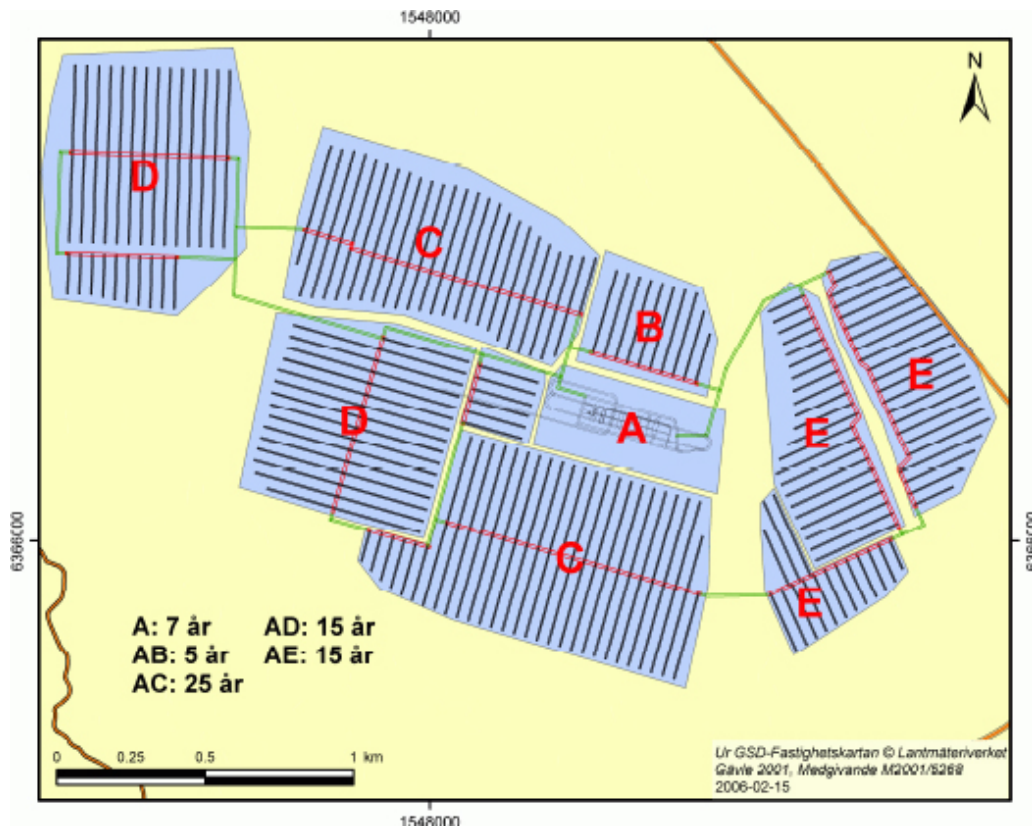 1548000
N
D
C
B
E
A
D
E
C
E
6366000
6366000
A: 7 år
AD: 15 år
AB: 5 år
AE: 15 år
AC: 25 år
0 0.25 0.5 1 km
Ur GSD-Fastighetskartan © Lantmäteriverket
Gävle 2001, Medgivande M2001/5268
2006-02-15
1548000